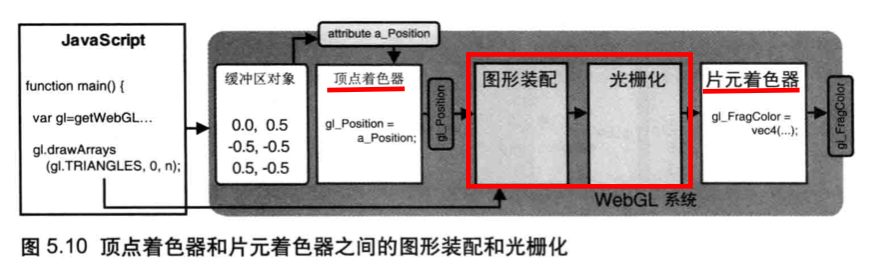 JavaScript
function main() {
var gl=getWebGL...
gl.drawArrays
(gl.TRIANGLES, 0, n);
attribute a_Position
缓冲区对象
0.0, 0.5
-0.5, -0.5
0.5, -0.5
顶点着色器
gl_Position =
a_Position;
gl_Position
图形装配
光栅化
片元着色器
gl_FragColor =
vec4(...);
gl_FragColor
WebGL 系统
图 5.10 顶点着色器和片元着色器之间的图形装配和光栅化